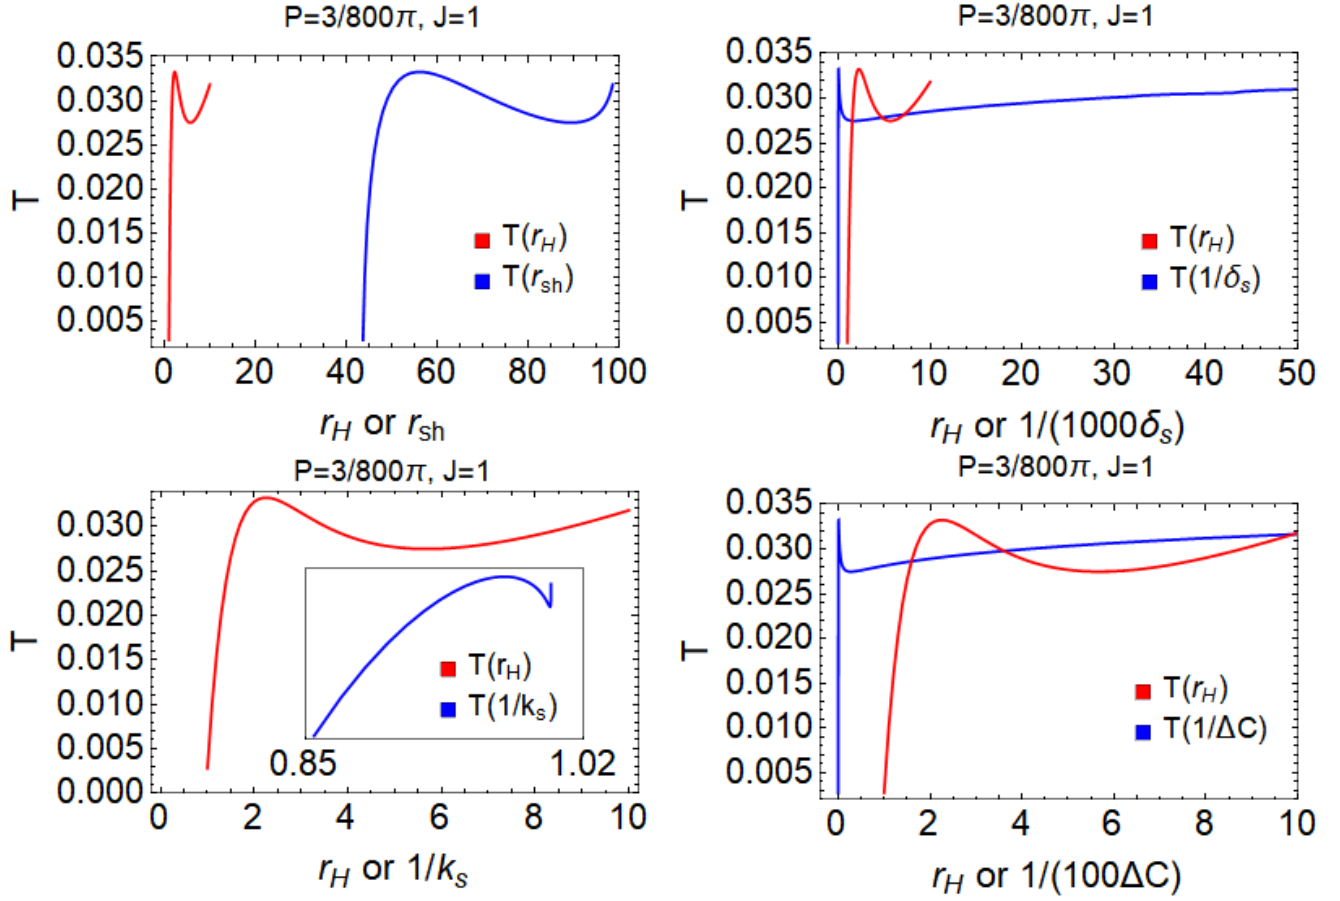 P=3/800π, J=1
0.035
0.030
0.025
0.020
0.015
0.010
0.005
T
T(r_H)
T(r_sh)
0 20 40 60 80 100
r_H or r_sh
P=3/800π, J=1
0.035
0.030
0.025
0.020
0.015
0.010
0.005
T
T(r_H)
T(1/δ_s)
0 10 20 30 40 50
r_H or 1/(1000δ_s)
P=3/800π, J=1
0.030
0.025
0.020
0.015
0.010
0.005
0.000
T
T(r_H)
T(1/k_s)
0.85 1.02
0 2 4 6 8 10
r_H or 1/k_s
P=3/800π, J=1
0.035
0.030
0.025
0.020
0.015
0.010
0.005
T
T(r_H)
T(1/ΔC)
0 2 4 6 8 10
r_H or 1/(100ΔC)